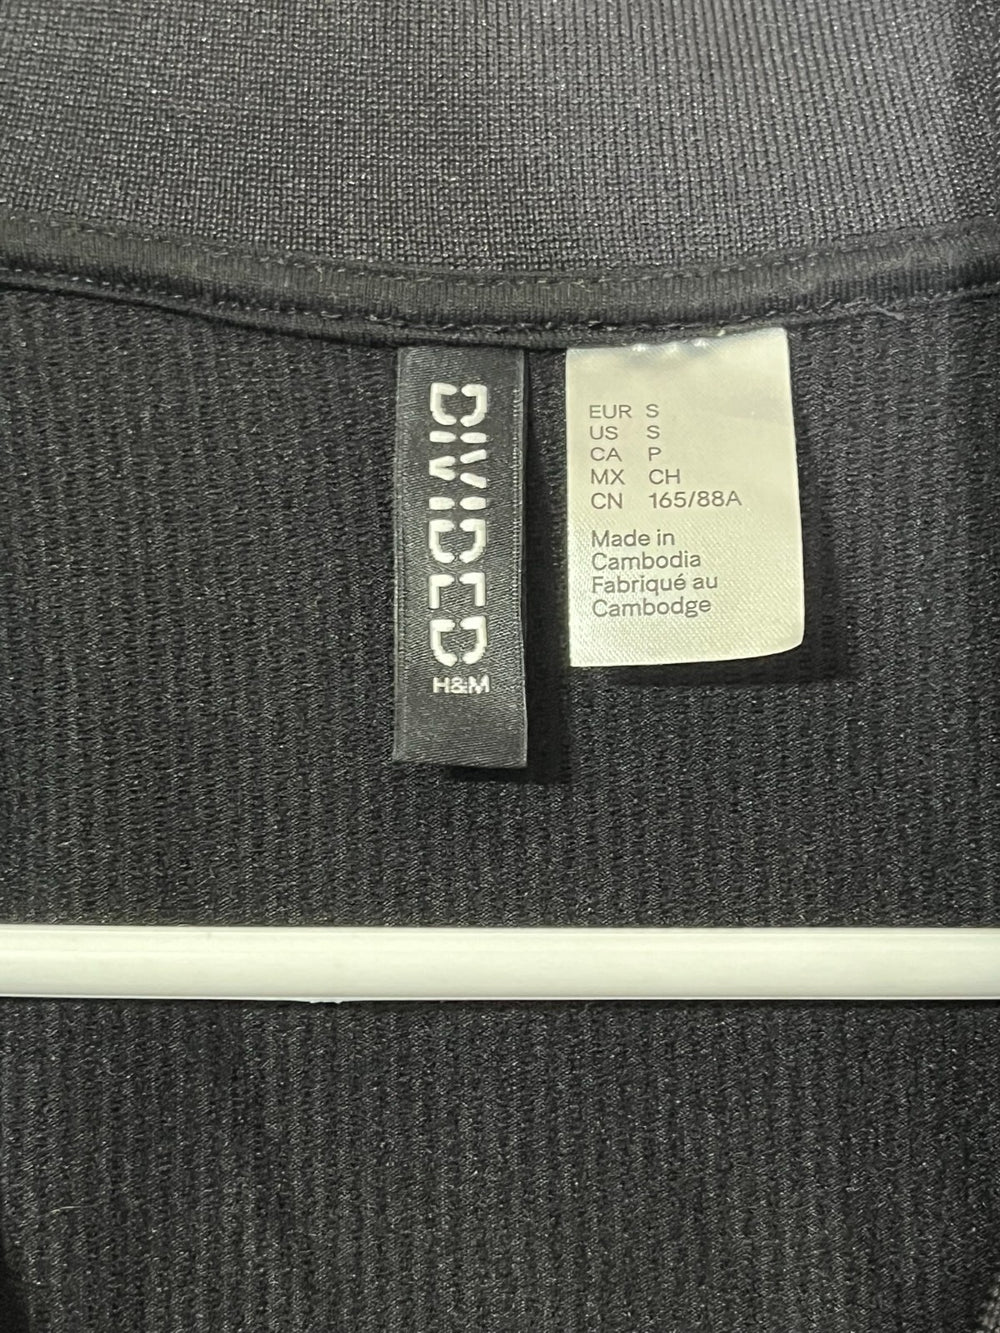 DIVIDED
H&M
EUR S
US S
CA P
MX CH
CN 165/88A
Made in
Cambodia
Fabriqué au
Cambodge